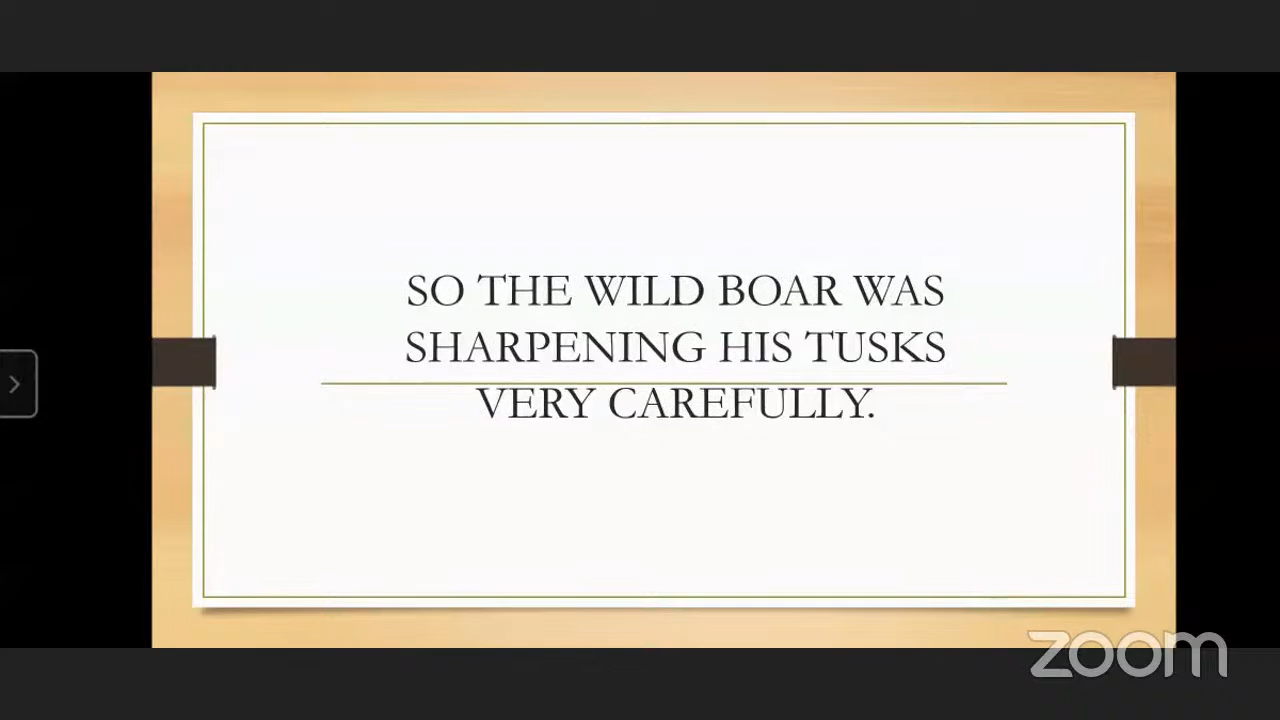 SO THE WILD BOAR WAS
SHARPENING HIS TUSKS
VERY CAREFULLY.
zoom